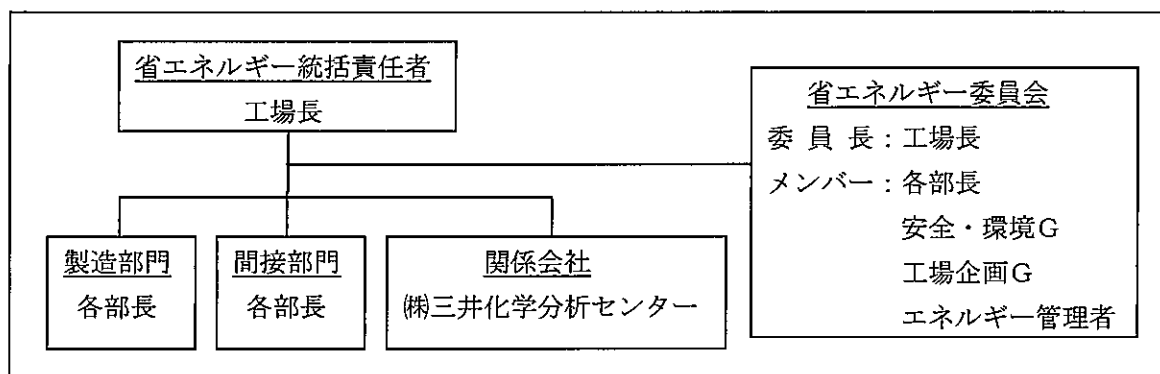 省エネルギー統括責任者
工場長
省エネルギー委員会
委員長：工場長
メンバー：各部長
安全・環境G
工場企画G
エネルギー管理者
製造部門
各部長
間接部門
各部長
関係会社
㈱三井化学分析センター